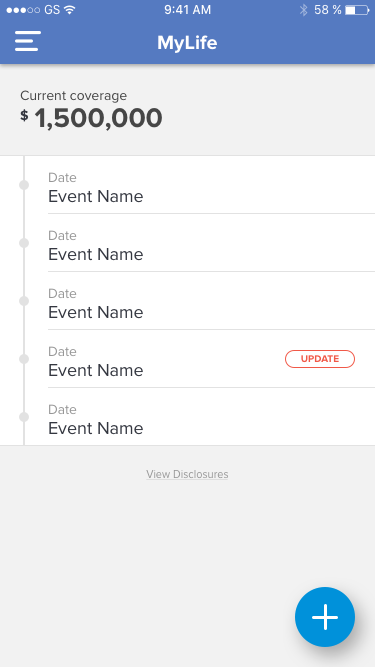 GS 9:41 AM 58 %
MyLife
Current coverage
$ 1,500,000
Date
Event Name
Date
Event Name
Date
Event Name
Date
Event Name
UPDATE
Date
Event Name
View Disclosures